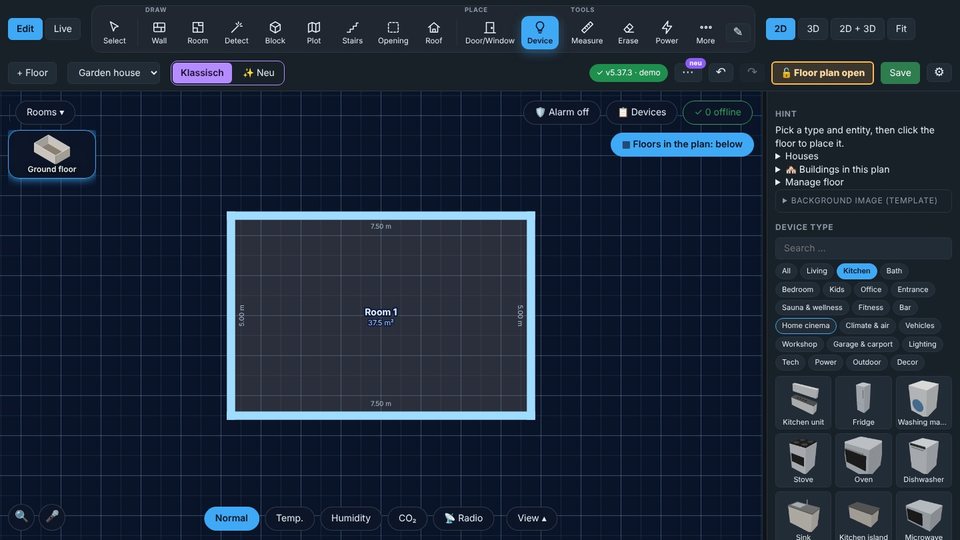 DRAW
PLACE
TOOLS
Edit
Live
Select
Wall
Room
Detect
Block
Plot
Stairs
Opening
Roof
Door/Window
Device
Measure
Erase
Power
More
2D
3D
2D + 3D
Fit
+ Floor
Garden house
Klassisch
✨ Neu
✓ v5.37.3 · demo
neu
🔓 Floor plan open
Save
Rooms ▾
🛡️ Alarm off
📋 Devices
✓ 0 offline
Ground floor
▦ Floors in the plan: below
7.50 m
5.00 m
Room 1
37.5 m²
5.00 m
7.50 m
Normal
Temp.
Humidity
CO₂
📡 Radio
View ▴
HINT
Pick a type and entity, then click the
floor to place it.
▶ Houses
▶ 🏘️ Buildings in this plan
▶ Manage floor
▶ BACKGROUND IMAGE (TEMPLATE)
DEVICE TYPE
Search ...
All
Living
Kitchen
Bath
Bedroom
Kids
Office
Entrance
Sauna & wellness
Fitness
Bar
Home cinema
Climate & air
Vehicles
Workshop
Garage & carport
Lighting
Tech
Power
Outdoor
Decor
Kitchen unit
Fridge
Washing ma...
Stove
Oven
Dishwasher
Sink
Kitchen island
Microwave